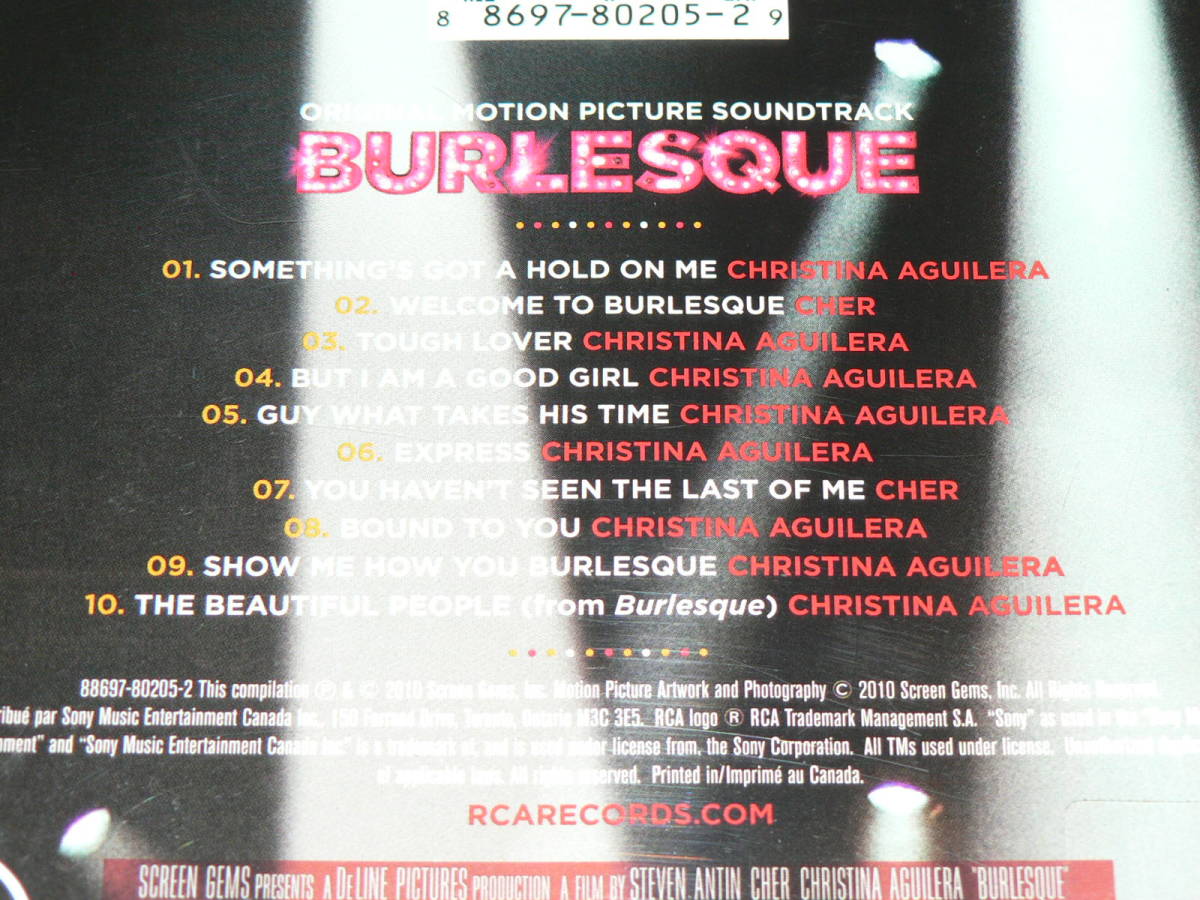 8 8697-80205-2 9
ORIGINAL MOTION PICTURE SOUNDTRACK
BURLESQUE
01. SOMETHING'S GOT A HOLD ON ME CHRISTINA AGUILERA
02. WELCOME TO BURLESQUE CHER
03. TOUGH LOVER CHRISTINA AGUILERA
04. BUT I AM A GOOD GIRL CHRISTINA AGUILERA
05. GUY WHAT TAKES HIS TIME CHRISTINA AGUILERA
06. EXPRESS CHRISTINA AGUILERA
07. YOU HAVEN'T SEEN THE LAST OF ME CHER
08. BOUND TO YOU CHRISTINA AGUILERA
09. SHOW ME HOW YOU BURLESQUE CHRISTINA AGUILERA
10. THE BEAUTIFUL PEOPLE (from Burlesque) CHRISTINA AGUILERA
88697-80205-2 This compilation ℗ & © 2010 Screen Gems, Inc. Motion Picture Artwork and Photography © 2010 Screen Gems, Inc. All Rights Reserved.
ribué par Sony Music Entertainment Canada Inc., 150 Ferrand Drive, Toronto, Ontario M3C 3E5. RCA logo ® RCA Trademark Management S.A. "Sony" as used in the
nment" and "Sony Music Entertainment Canada Inc" is a trademark of, and is used under license from, the Sony Corporation. All TMs used under license. Unauthorized
of applicable laws. All rights reserved. Printed in/Imprimé au Canada.
RCARECORDS.COM
SCREEN GEMS PRESENTS A DE LINE PICTURES PRODUCTION A FILM BY STEVEN ANTIN CHER CHRISTINA AGUILERA "BURLESQUE"